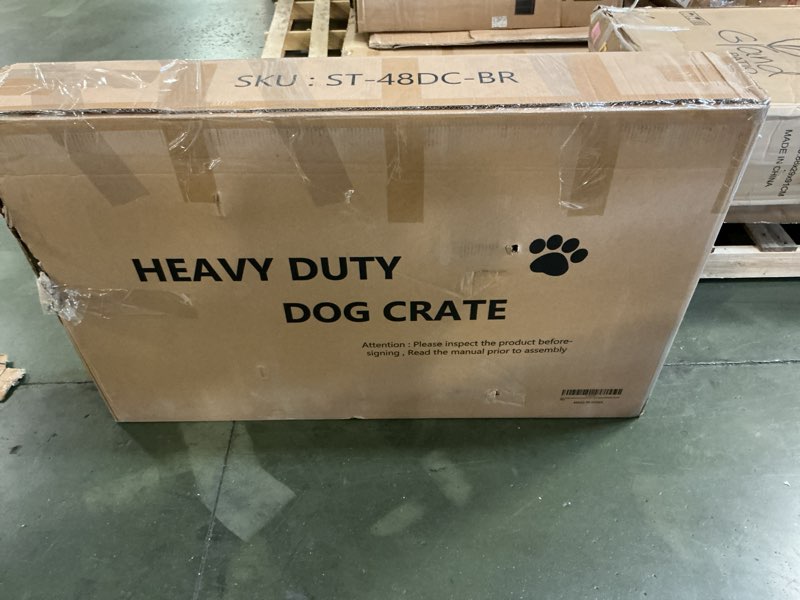 SKU : ST-48DC-BR
HEAVY DUTY
DOG CRATE
Attention : Please inspect the product before-
signing , Read the manual prior to assembly
MADE IN CHINA